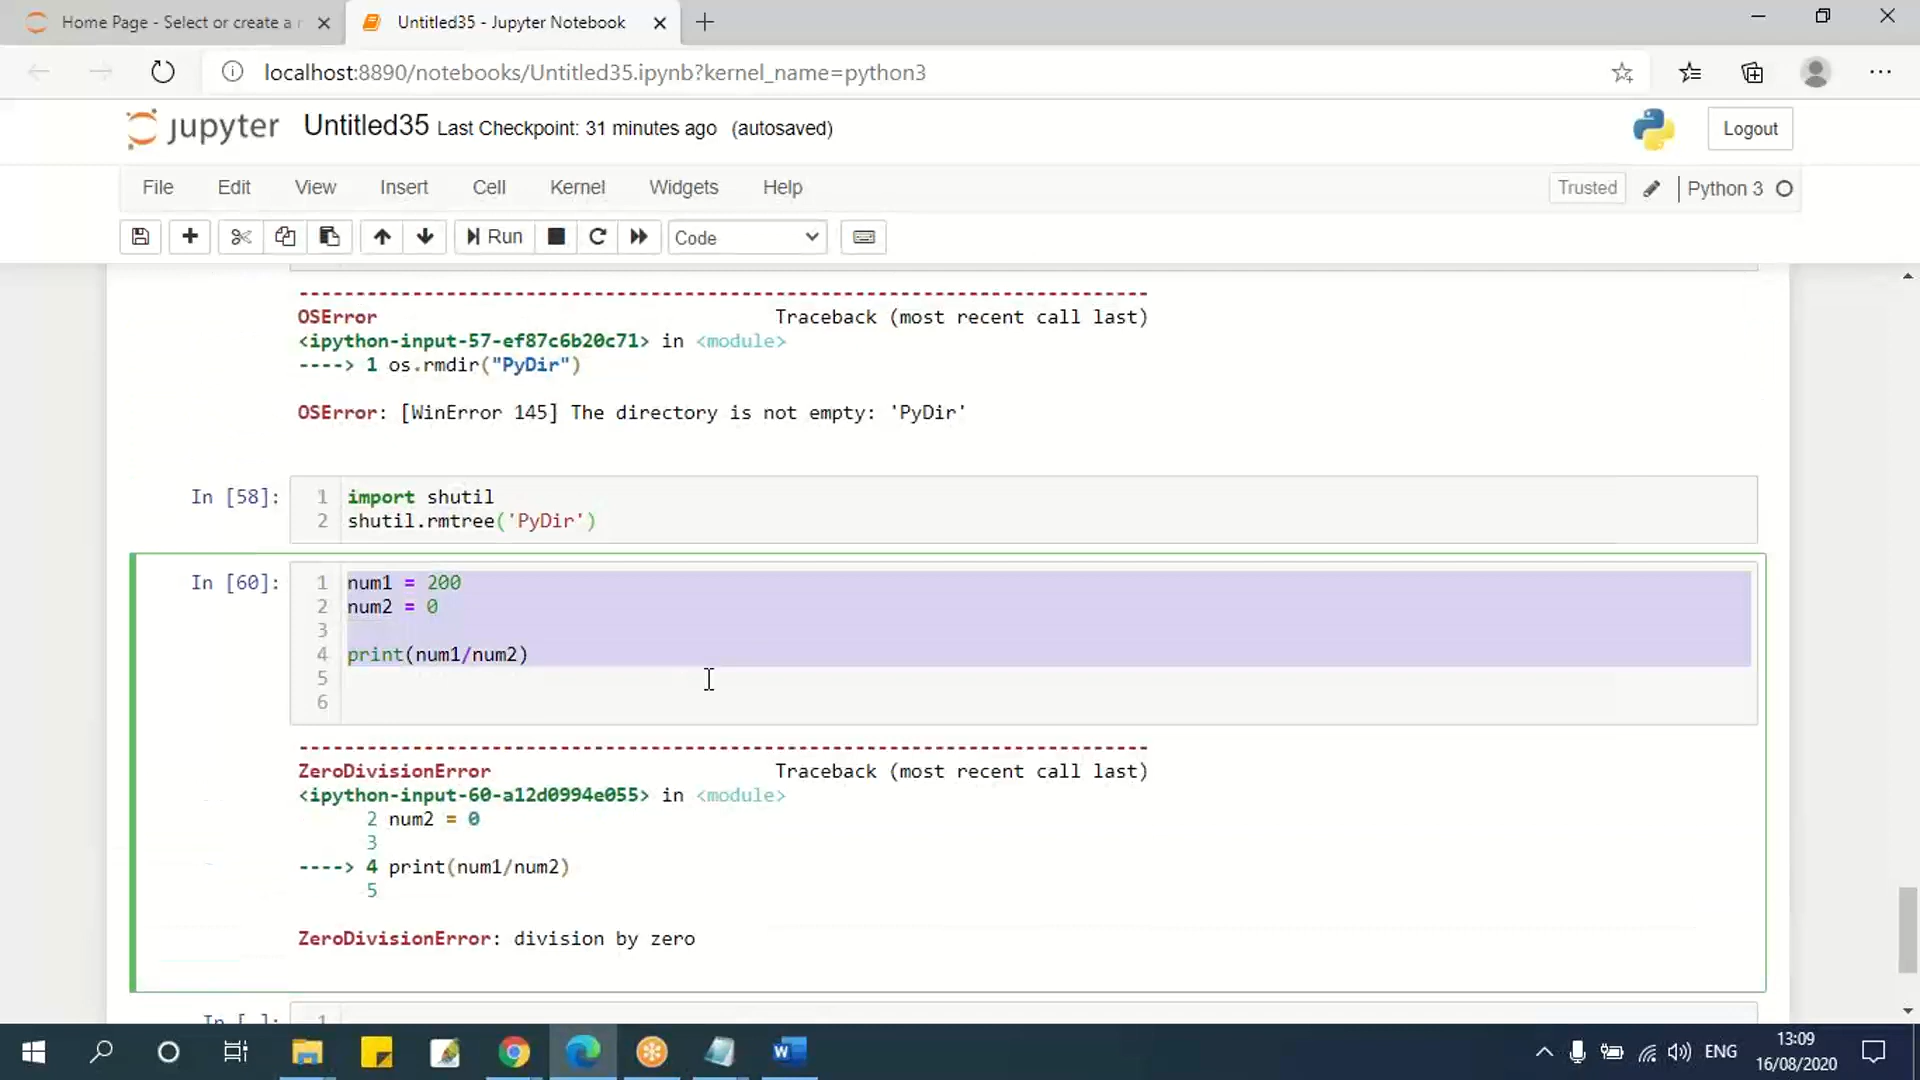 Home Page - Select or create a n
Untitled35 - Jupyter Notebook
localhost:8890/notebooks/Untitled35.ipynb?kernel_name=python3
jupyter Untitled35 Last Checkpoint: 31 minutes ago (autosaved)
Logout
File Edit View Insert Cell Kernel Widgets Help
Trusted
Python 3
Run
Code
---------------------------------------------------------------------------
OSError Traceback (most recent call last)
<ipython-input-57-ef87c6b20c71> in <module>
----> 1 os.rmdir("PyDir")
OSError: [WinError 145] The directory is not empty: 'PyDir'
In [58]:
1 import shutil
2 shutil.rmtree('PyDir')
In [60]:
1 num1 = 200
2 num2 = 0
3
4 print(num1/num2)
5
6
---------------------------------------------------------------------------
ZeroDivisionError Traceback (most recent call last)
<ipython-input-60-a12d0994e055> in <module>
2 num2 = 0
3
----> 4 print(num1/num2)
5
ZeroDivisionError: division by zero
In [ ]:
1
W
ENG
13:09
16/08/2020